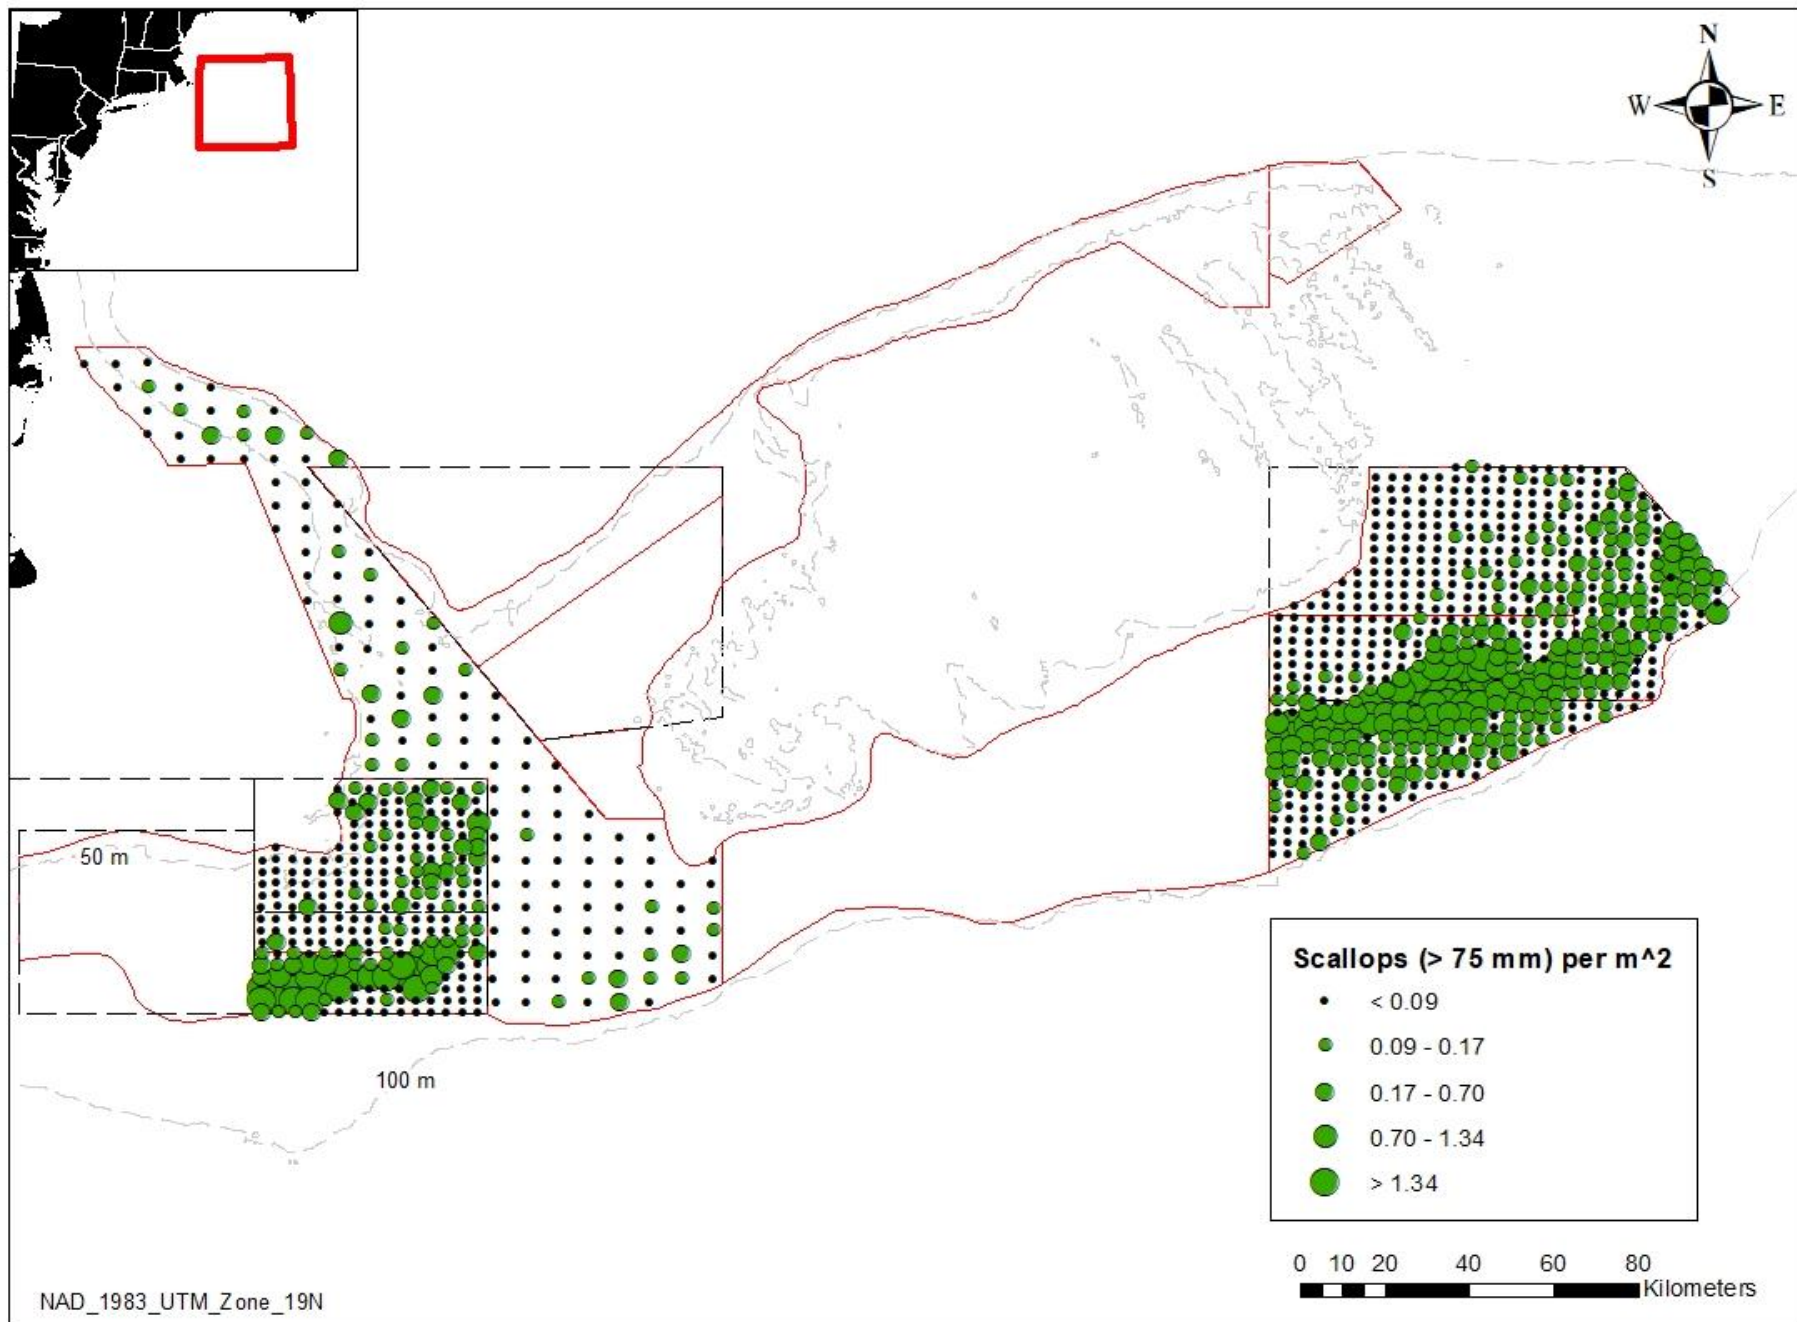 N
W E
S
50 m
100 m
Scallops (> 75 mm) per m^2
< 0.09
0.09 - 0.17
0.17 - 0.70
0.70 - 1.34
> 1.34
0 10 20 40 60 80
Kilometers
NAD_1983_UTM_Zone_19N